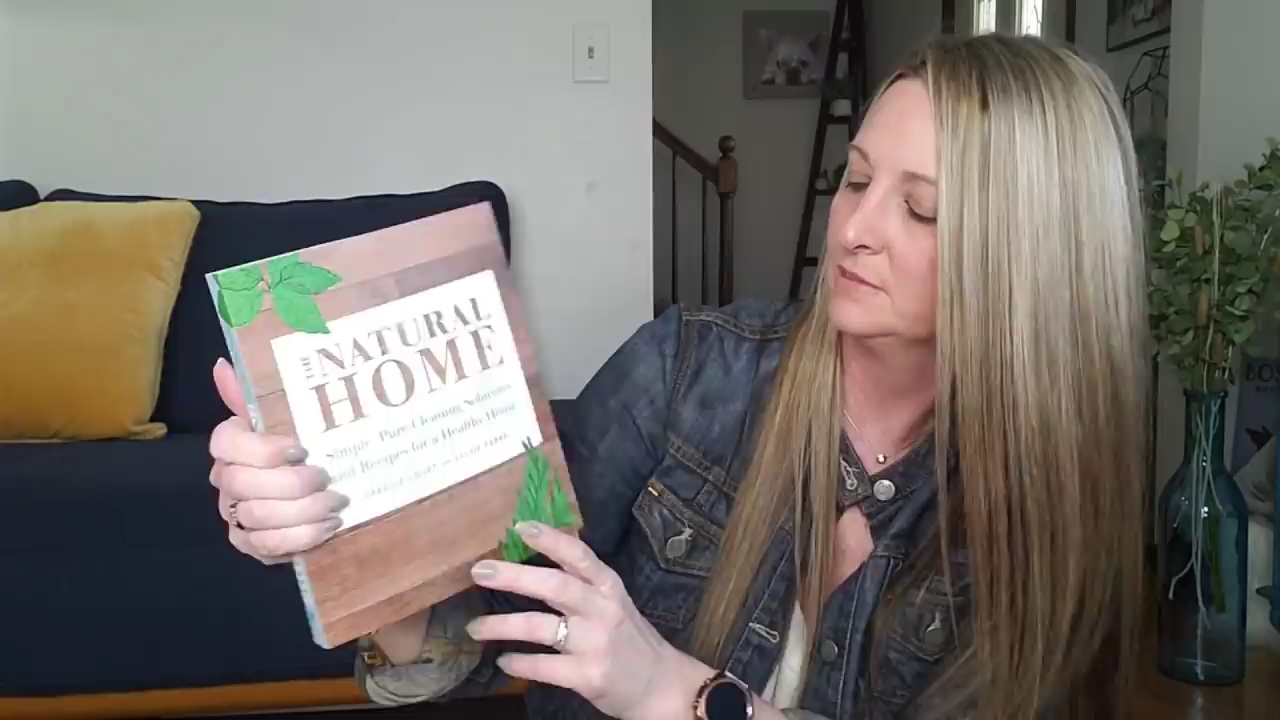 THE NATURAL
HOME
Simple, Pure Cleaning Solutions
and Recipes for a Healthy House